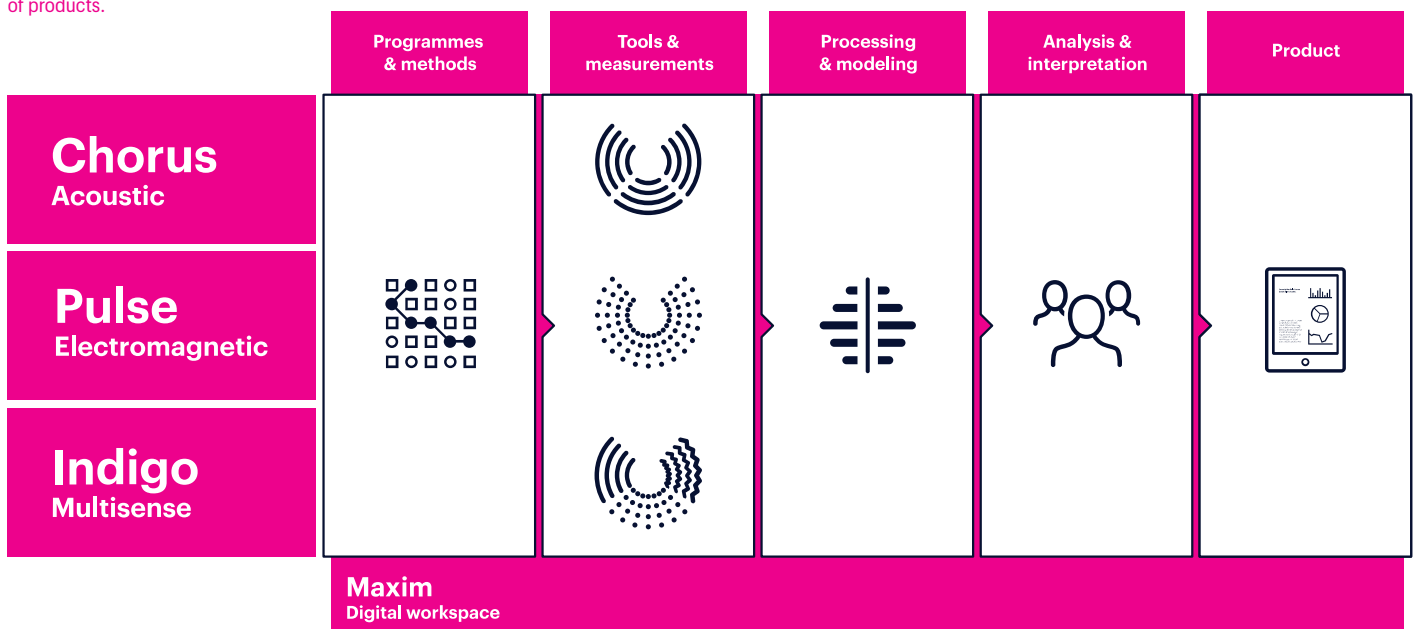 of products.
Programmes
& methods
Tools &
measurements
Processing
& modeling
Analysis &
interpretation
Product
Chorus
Acoustic
Pulse
Electromagnetic
Indigo
Multisense
Maxim
Digital workspace